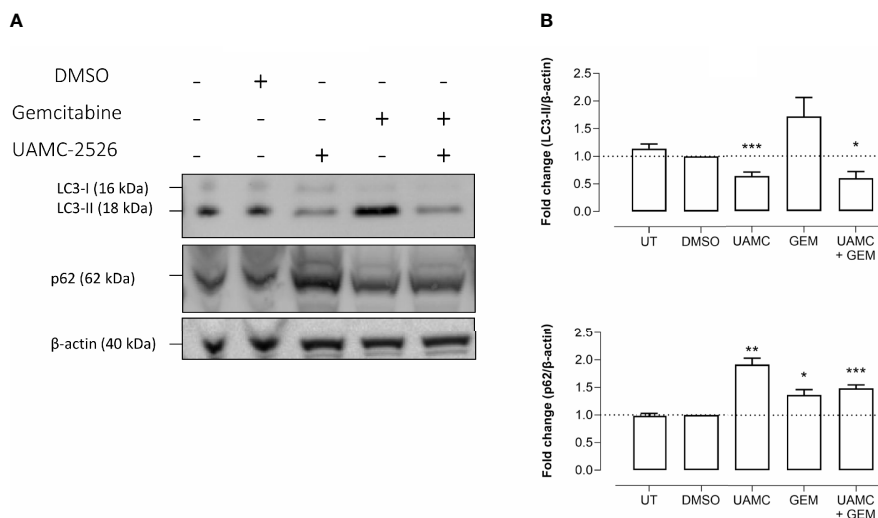 A
DMSO - + - - -
Gemcitabine - - - + +
UAMC-2526 - - + - +
LC3-I (16 kDa)
LC3-II (18 kDa)
p62 (62 kDa)
β-actin (40 kDa)
B
Fold change (LC3-II/β-actin)
2.5
2.0
1.5
1.0
0.5
0.0
***
*
UT DMSO UAMC GEM UAMC
+ GEM
Fold change (p62/β-actin)
2.5
2.0
1.5
1.0
0.5
0.0
**
*
***
UT DMSO UAMC GEM UAMC
+ GEM